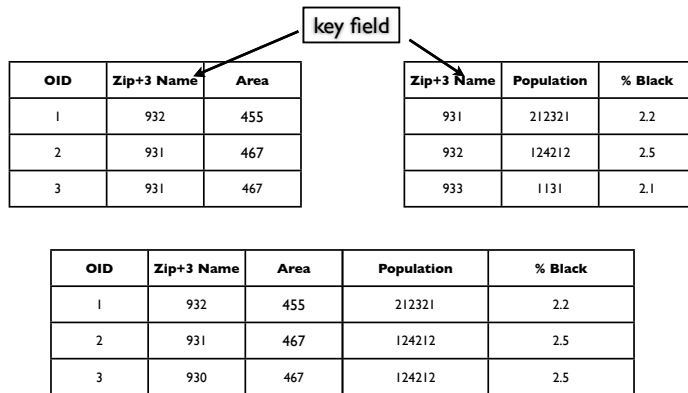 key field
OID Zip+3 Name Area
1 932 455
2 931 467
3 931 467
Zip+3 Name Population % Black
931 212321 2.2
932 124212 2.5
933 1131 2.1
OID Zip+3 Name Area Population % Black
1 932 455 212321 2.2
2 931 467 124212 2.5
3 930 467 124212 2.5